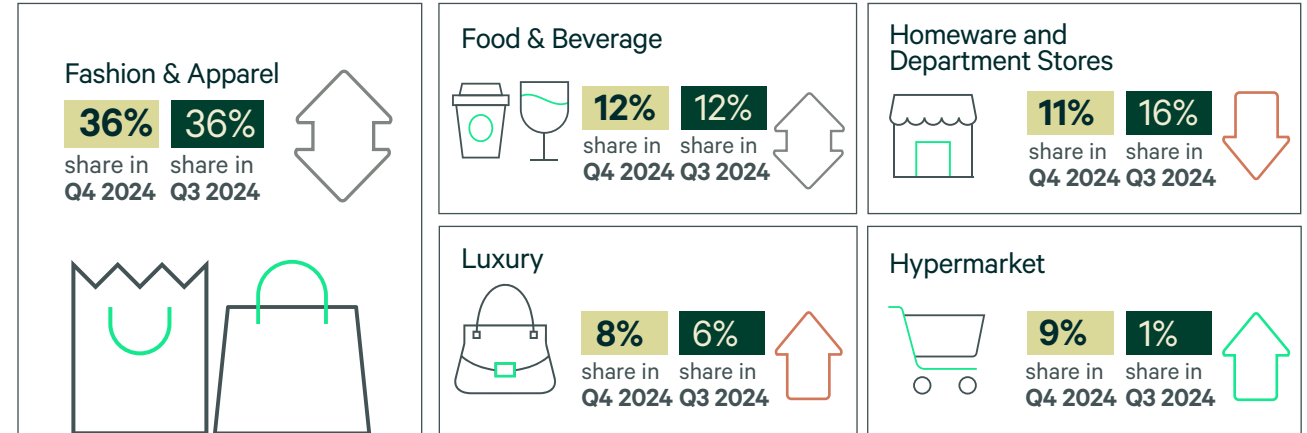 Fashion & Apparel
36% 36%
share in share in
Q4 2024 Q3 2024
Food & Beverage
12% 12%
share in share in
Q4 2024 Q3 2024
Homeware and
Department Stores
11% 16%
share in share in
Q4 2024 Q3 2024
Luxury
8% 6%
share in share in
Q4 2024 Q3 2024
Hypermarket
9% 1%
share in share in
Q4 2024 Q3 2024